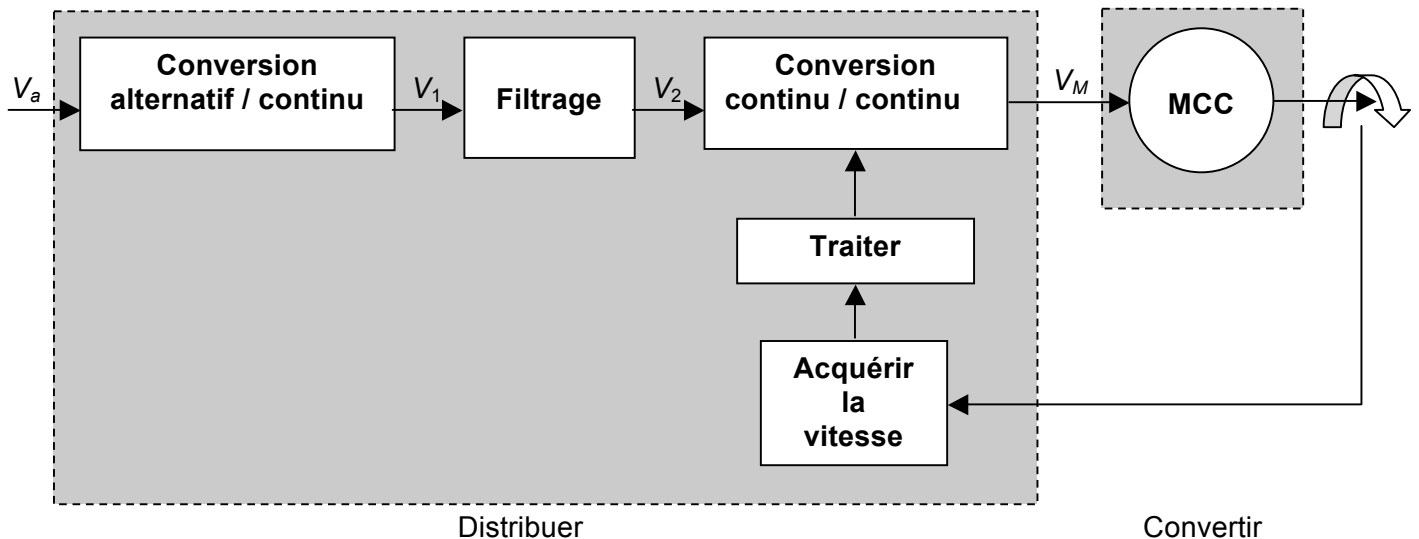 Va
Conversion
alternatif / continu
V1
Filtrage
V2
Conversion
continu / continu
VM
MCC
Traiter
Acquérir
la
vitesse
Distribuer
Convertir